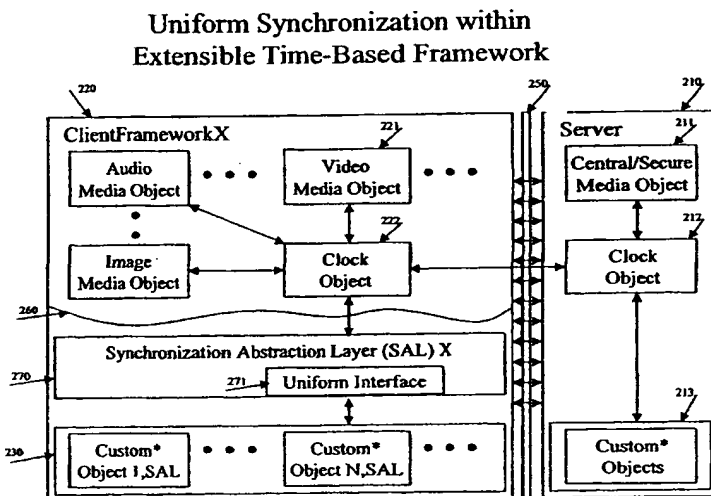 Uniform Synchronization within
Extensible Time-Based Framework
220
250
210
ClientFrameworkX
221
Server
211
Audio
Media Object
Video
Media Object
Central/Secure
Media Object
222
212
Image
Media Object
Clock
Object
Clock
Object
260
Synchronization Abstraction Layer (SAL) X
270
271
Uniform Interface
213
230
Custom*
Object 1,SAL
Custom*
Object N,SAL
Custom*
Objects